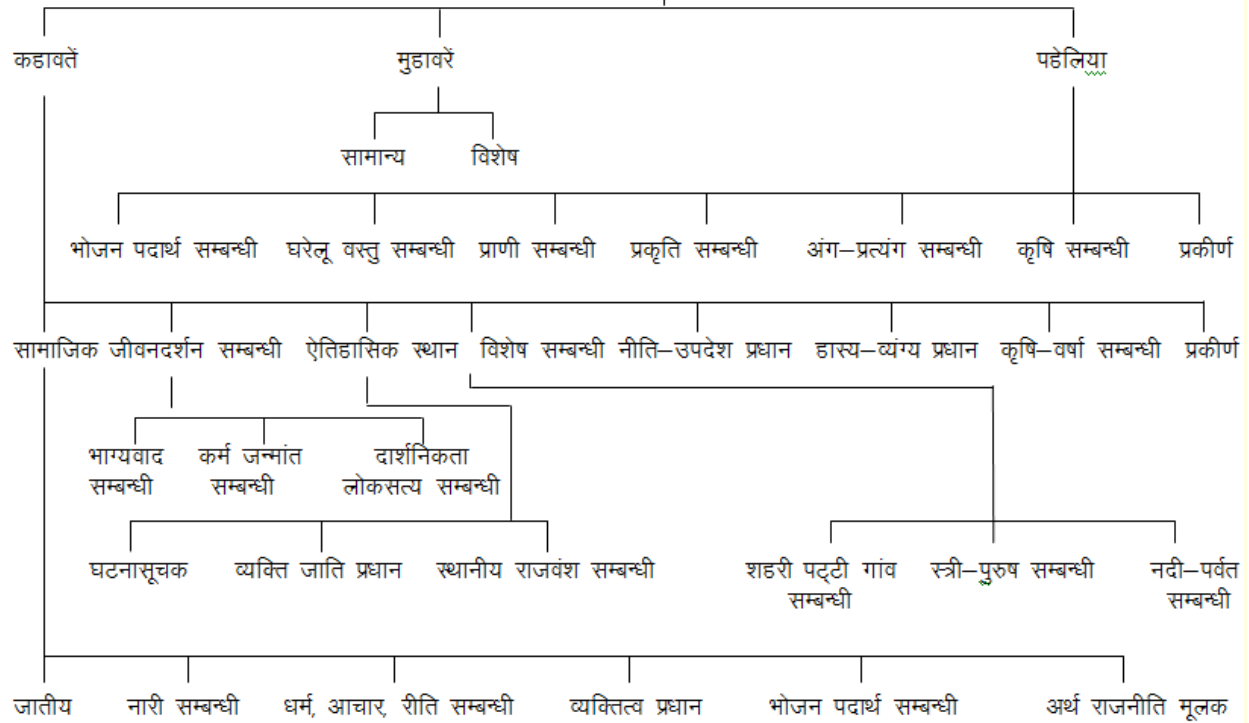 कडावतें मुडावरें पडेलिया
सामान्य विशेष
भोजन पदार्थ सम्बन्धी घरेलू वस्तु सम्बन्धी प्राणी सम्बन्धी प्रकृति सम्बन्धी अंग–प्रत्यंग सम्बन्धी कृषि सम्बन्धी प्रकीर्ण
सामाजिक जीवनदर्शन सम्बन्धी ऐतिडासिक स्थान विशेष सम्बन्धी नीति–उपदेश प्रधान डास्य–व्यंग्य प्रधान कृषि–वर्षा सम्बन्धी प्रकीर्ण
भाग्यवाद कर्म जन्मांत दार्शनिकता
सम्बन्धी सम्बन्धी लोकसत्य सम्बन्धी
घटनासूचक व्यक्ति जाति प्रधान स्थानीय राजवंश सम्बन्धी शडरी पट्टी गांव स्त्री–पुरुष सम्बन्धी नदी–पर्वत
सम्बन्धी सम्बन्धी
जातीय नारी सम्बन्धी धर्म, आचार, रीति सम्बन्धी व्यक्तित्व प्रधान भोजन पदार्थ सम्बन्धी अर्थ राजनीति मूलक